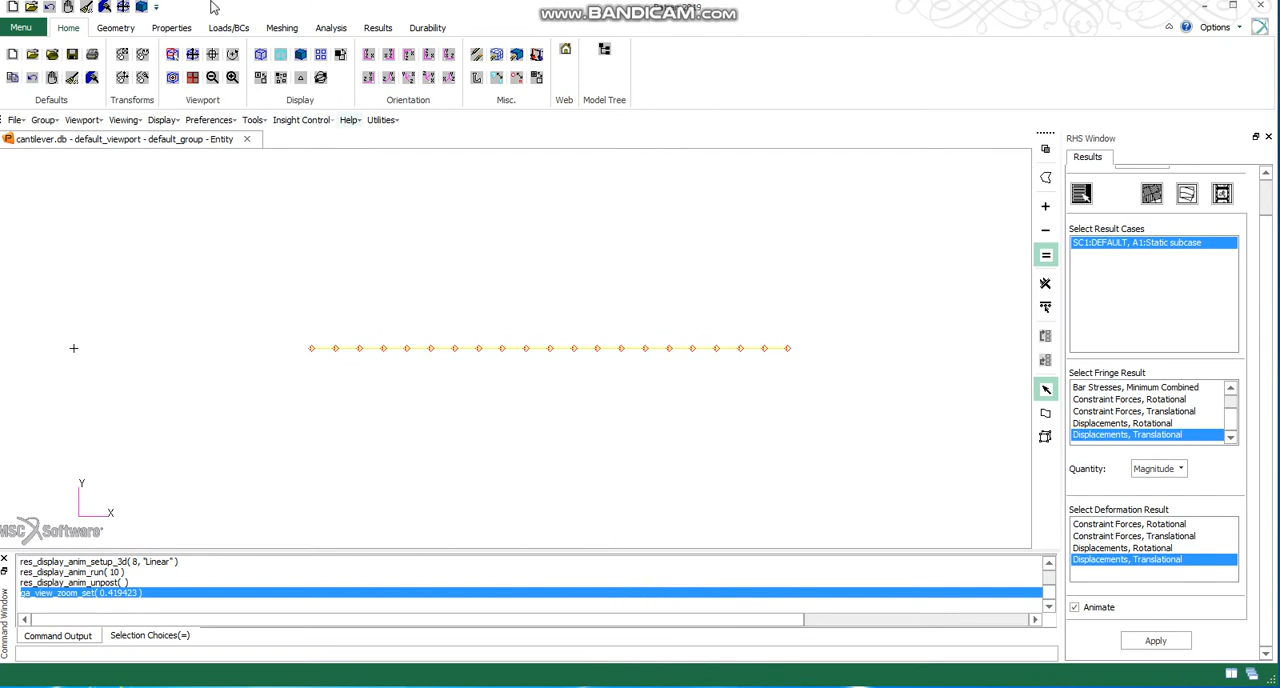 www.BANDICAM.com
Menu Home Geometry Properties Loads/BCs Meshing Analysis Results Durability Options
Defaults Transforms Viewport Display Orientation Misc. Web Model Tree
File Group Viewport Viewing Display Preferences Tools Insight Control Help Utilities
cantilever.db - default_viewport - default_group - Entity
RHS Window
Results
Select Result Cases
SC1:DEFAULT, A1:Static subcase
Select Fringe Result
Bar Stresses, Minimum Combined
Constraint Forces, Rotational
Constraint Forces, Translational
Displacements, Rotational
Displacements, Translational
Quantity: Magnitude
Select Deformation Result
Constraint Forces, Rotational
Constraint Forces, Translational
Displacements, Rotational
Displacements, Translational
Animate
Apply
Y
X
MSC Software
res_display_anim_setup_3d( 8, "Linear" )
res_display_anim_run( 10 )
res_display_anim_unpost( )
ga_view_zoom_set( 0.419423 )
Command Window
Command Output Selection Choices(=)